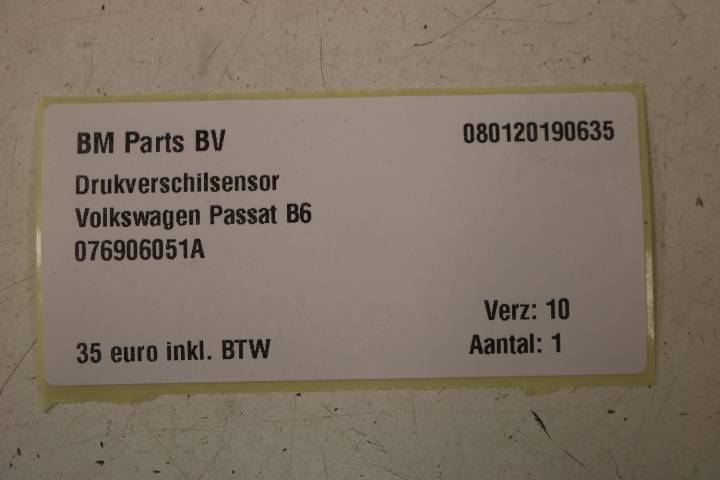 BM Parts BV 080120190635
Drukverschilsensor
Volkswagen Passat B6
076906051A
Verz: 10
35 euro inkl. BTW Aantal: 1